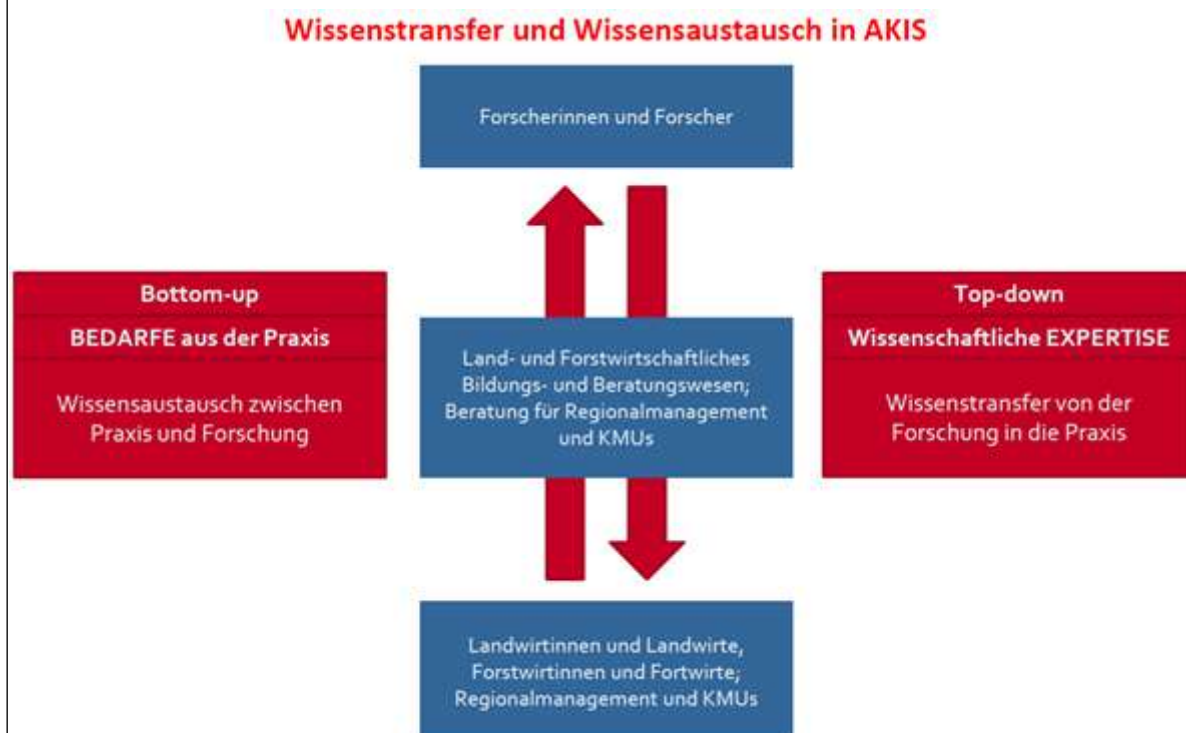 Wissenstransfer und Wissensaustausch in AKIS
Forscherinnen und Forscher
Bottom-up
BEDARFE aus der Praxis
Wissensaustausch zwischen
Praxis und Forschung
Land- und Forstwirtschaftliches
Bildungs- und Beratungswesen;
Beratung für Regionalmanagement
und KMUs
Top-down
Wissenschaftliche EXPERTISE
Wissenstransfer von der
Forschung in die Praxis
Landwirtinnen und Landwirte,
Forstwirtinnen und Fortwirte;
Regionalmanagement und KMUs